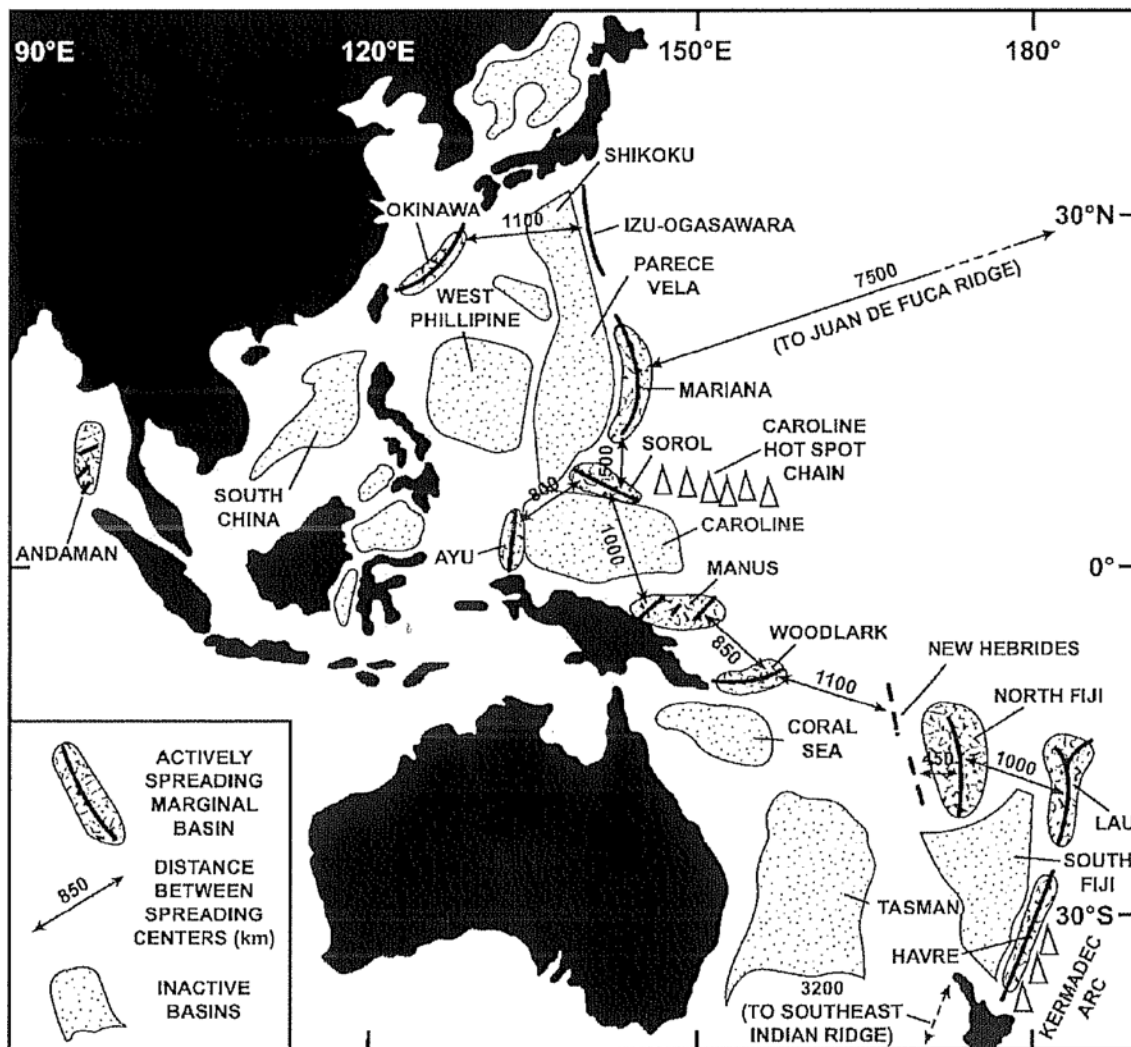 90°E
120°E
150°E
180°
SHIKOKU
OKINAWA
1100
IZU-OGASAWARA
30°N
PARECE
VELA
WEST
PHILLIPINE
7500
(TO JUAN DE FUCA RIDGE)
MARIANA
CAROLINE
HOT SPOT
CHAIN
500
SOROL
SOUTH
CHINA
800
CAROLINE
ANDAMAN
AYU
1000
0°
MANUS
WOODLARK
850
NEW HEBRIDES
1100
NORTH FIJI
CORAL
SEA
450
1000
LAU
SOUTH
FIJI
TASMAN
30°S
HAVRE
KERMADEC
ARC
3200
(TO SOUTHEAST
INDIAN RIDGE)
ACTIVELY
SPREADING
MARGINAL
BASIN
850
DISTANCE
BETWEEN
SPREADING
CENTERS (km)
INACTIVE
BASINS